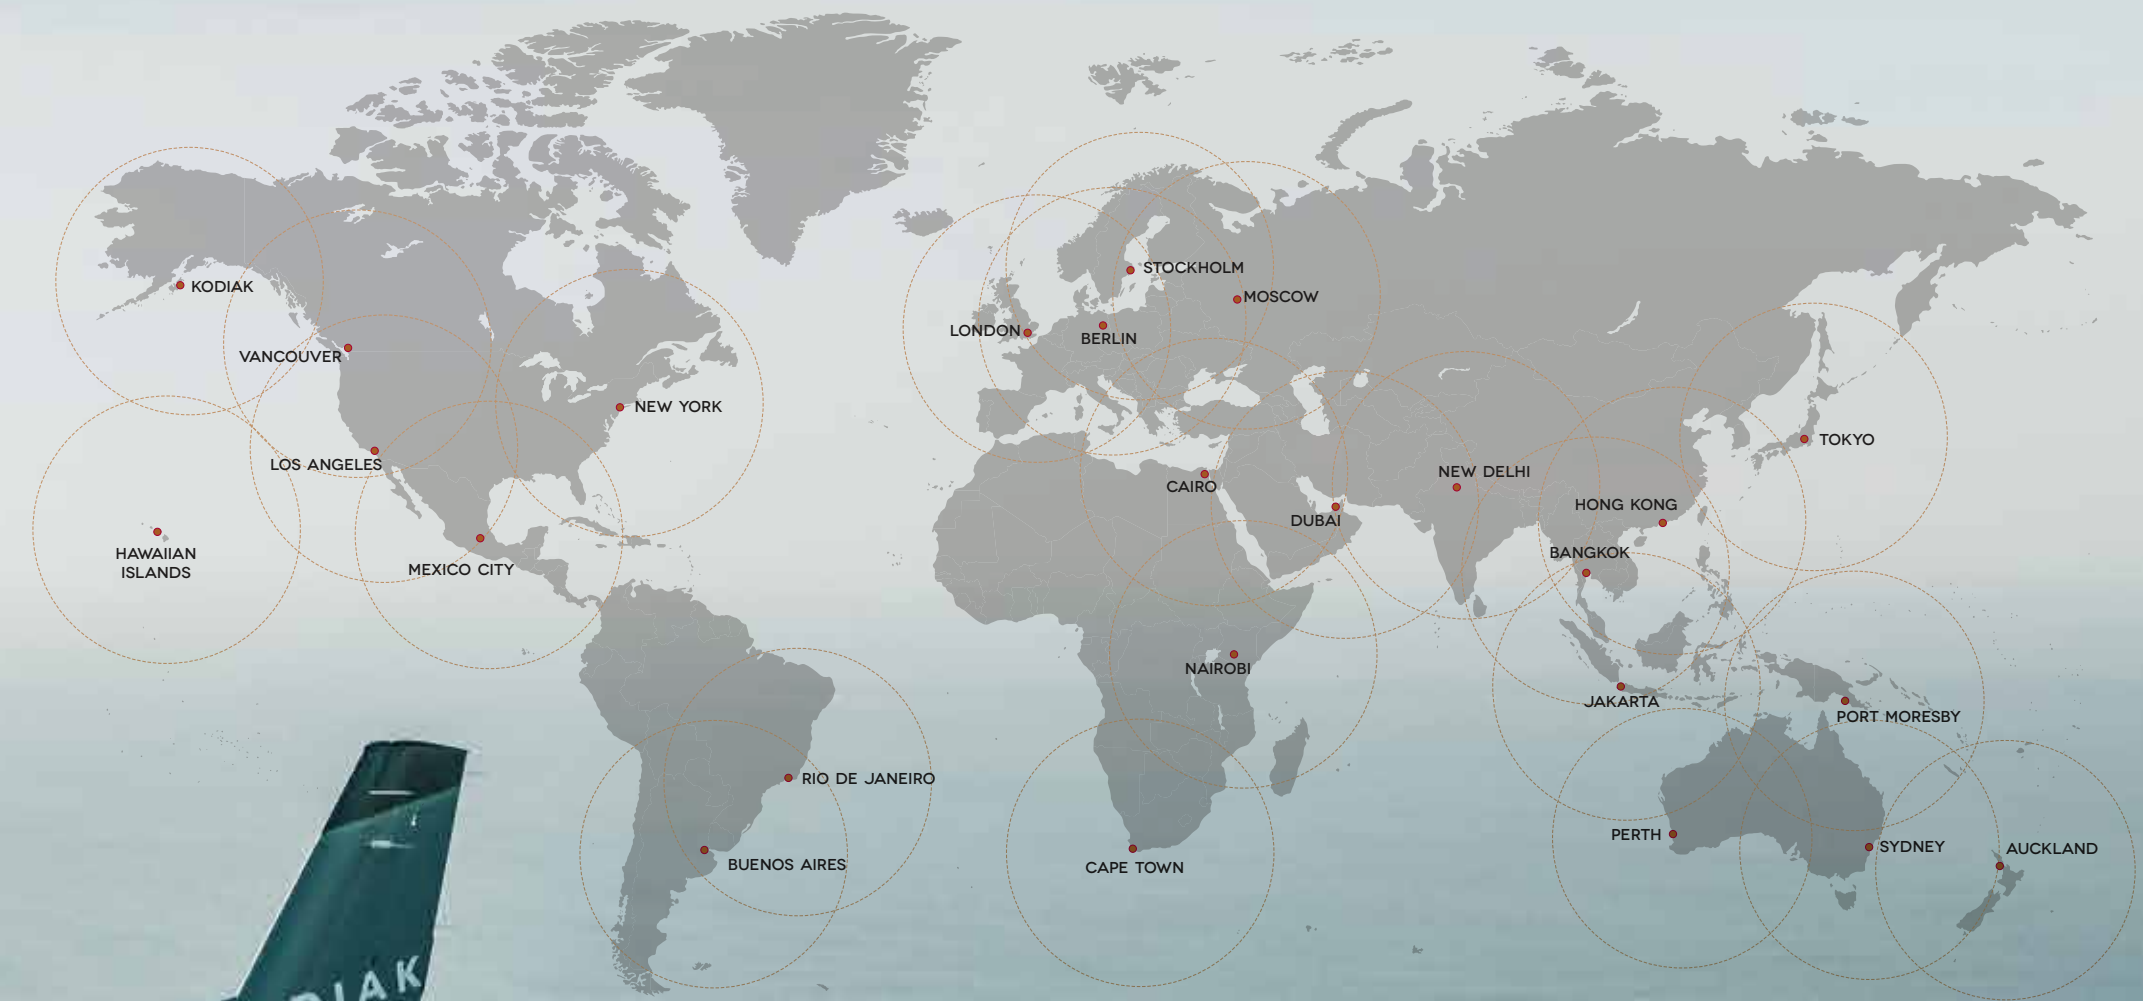 KODIAK
VANCOUVER
NEW YORK
LOS ANGELES
MEXICO CITY
HAWAIIAN
ISLANDS
RIO DE JANEIRO
BUENOS AIRES
STOCKHOLM
MOSCOW
LONDON
BERLIN
CAIRO
DUBAI
NEW DELHI
HONG KONG
BANGKOK
TOKYO
NAIROBI
JAKARTA
PORT MORESBY
CAPE TOWN
PERTH
SYDNEY
AUCKLAND
DIAK